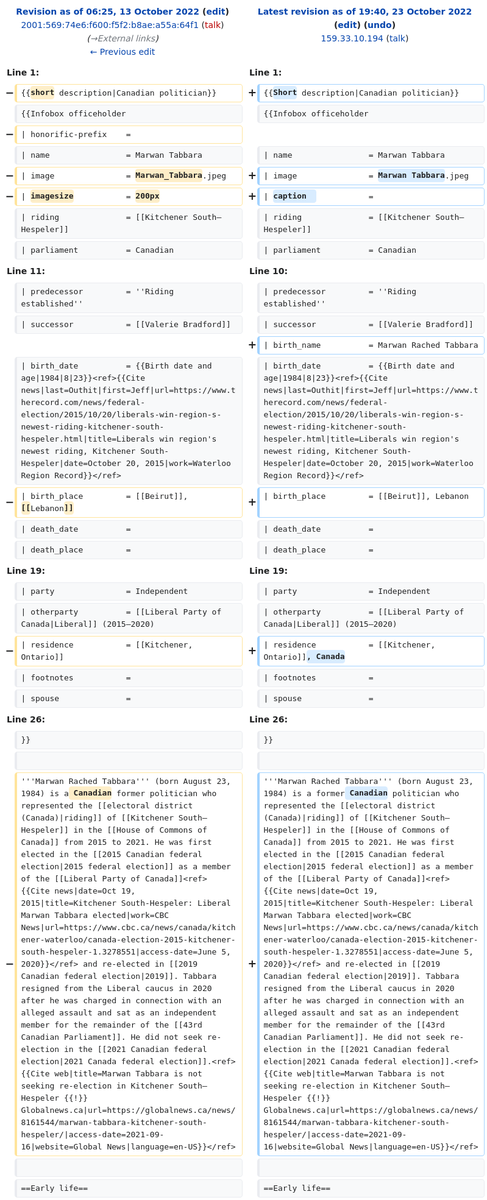 Revision as of 06:25, 13 October 2022 (edit)
2001:569:74e6:f600:f5f2:b8ae:a55a:64f1 (talk)
(→External links)
← Previous edit
Latest revision as of 19:40, 23 October 2022
(edit) (undo)
159.33.10.194 (talk)
Line 1:
Line 1:
− {{short description|Canadian politician}}
+ {{Short description|Canadian politician}}
{{Infobox officeholder
{{Infobox officeholder
− | honorific-prefix =
| name = Marwan Tabbara
| name = Marwan Tabbara
− | image = Marwan_Tabbara.jpeg
+ | image = Marwan Tabbara.jpeg
− | imagesize = 200px
+ | caption =
| riding = [[Kitchener South—
Hespeler]]
| riding = [[Kitchener South—
Hespeler]]
| parliament = Canadian
| parliament = Canadian
Line 11:
Line 10:
| predecessor = ''Riding
established''
| predecessor = ''Riding
established''
| successor = [[Valerie Bradford]]
| successor = [[Valerie Bradford]]
+ | birth_name = Marwan Rached Tabbara
| birth_date = {{Birth date and
age|1984|8|23}}<ref>{{Cite
news|last=Outhit|first=Jeff|url=https://www.t
herecord.com/news/federal-
election/2015/10/20/liberals-win-region-s-
newest-riding-kitchener-south-
hespeler.html|title=Liberals win region's
newest riding, Kitchener South-
Hespeler|date=October 20, 2015|work=Waterloo
Region Record}}</ref>
| birth_date = {{Birth date and
age|1984|8|23}}<ref>{{Cite
news|last=Outhit|first=Jeff|url=https://www.t
herecord.com/news/federal-
election/2015/10/20/liberals-win-region-s-
newest-riding-kitchener-south-
hespeler.html|title=Liberals win region's
newest riding, Kitchener South-
Hespeler|date=October 20, 2015|work=Waterloo
Region Record}}</ref>
− | birth_place = [[Beirut]],
[[Lebanon]]
+ | birth_place = [[Beirut]], Lebanon
| death_date =
| death_date =
| death_place =
| death_place =
Line 19:
Line 19:
| party = Independent
| party = Independent
| otherparty = [[Liberal Party of
Canada|Liberal]] (2015–2020)
| otherparty = [[Liberal Party of
Canada|Liberal]] (2015–2020)
− | residence = [[Kitchener,
Ontario]]
+ | residence = [[Kitchener,
Ontario]], Canada
| footnotes =
| footnotes =
| spouse =
| spouse =
Line 26:
Line 26:
}}
}}
− '''Marwan Rached Tabbara''' (born August 23,
1984) is a Canadian former politician who
represented the [[electoral district
(Canada)|riding]] of [[Kitchener South—
Hespeler]] in the [[House of Commons of
Canada]] from 2015 to 2021. He was first
elected in the [[2015 Canadian federal
election|2015 federal election]] as a member
of the [[Liberal Party of Canada]]<ref>
{{Cite news|date=Oct 19,
2015|title=Kitchener South-Hespeler: Liberal
Marwan Tabbara elected|work=CBC
News|url=https://www.cbc.ca/news/canada/kitch
ener-waterloo/canada-election-2015-kitchener-
south-hespeler-1.3278551|access-date=June 5,
2020}}</ref> and re-elected in [[2019
Canadian federal election|2019]]. Tabbara
resigned from the Liberal caucus in 2020
after he was charged in connection with an
alleged assault and sat as an independent
member for the remainder of the [[43rd
Canadian Parliament]]. He did not seek re-
election in the [[2021 Canadian federal
election|2021 Canada federal election]].<ref>
{{Cite web|title=Marwan Tabbara is not
seeking re-election in Kitchener South—
Hespeler {{!}}
Globalnews.ca|url=https://globalnews.ca/news/
8161544/marwan-tabbara-kitchener-south-
hespeler/|access-date=2021-09-
16|website=Global News|language=en-US}}</ref>
+ '''Marwan Rached Tabbara''' (born August 23,
1984) is a former Canadian politician who
represented the [[electoral district
(Canada)|riding]] of [[Kitchener South—
Hespeler]] in the [[House of Commons of
Canada]] from 2015 to 2021. He was first
elected in the [[2015 Canadian federal
election|2015 federal election]] as a member
of the [[Liberal Party of Canada]]<ref>
{{Cite news|date=Oct 19,
2015|title=Kitchener South-Hespeler: Liberal
Marwan Tabbara elected|work=CBC
News|url=https://www.cbc.ca/news/canada/kitch
ener-waterloo/canada-election-2015-kitchener-
south-hespeler-1.3278551|access-date=June 5,
2020}}</ref> and re-elected in [[2019
Canadian federal election|2019]]. Tabbara
resigned from the Liberal caucus in 2020
after he was charged in connection with an
alleged assault and sat as an independent
member for the remainder of the [[43rd
Canadian Parliament]]. He did not seek re-
election in the [[2021 Canadian federal
election|2021 Canada federal election]].<ref>
{{Cite web|title=Marwan Tabbara is not
seeking re-election in Kitchener South—
Hespeler {{!}}
Globalnews.ca|url=https://globalnews.ca/news/
8161544/marwan-tabbara-kitchener-south-
hespeler/|access-date=2021-09-
16|website=Global News|language=en-US}}</ref>
==Early life==
==Early life==